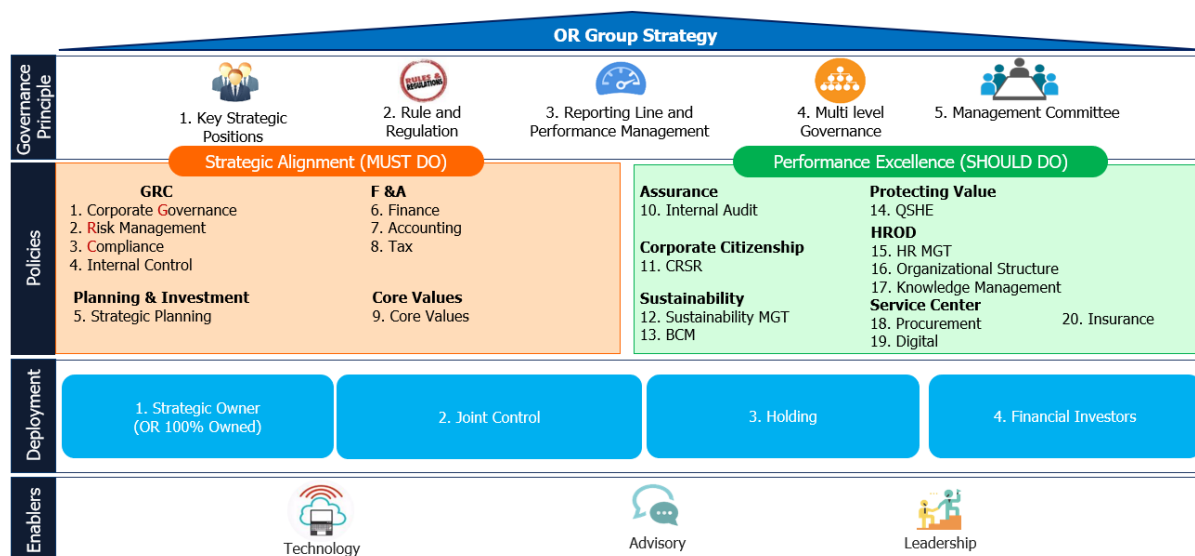 OR Group Strategy
Governance
Principle
RULES &
REGULATIONS
1. Key Strategic
Positions
2. Rule and
Regulation
3. Reporting Line and
Performance Management
4. Multi level
Governance
5. Management Committee
Strategic Alignment (MUST DO)
Performance Excellence (SHOULD DO)
Policies
GRC
1. Corporate Governance
2. Risk Management
3. Compliance
4. Internal Control
Planning & Investment
5. Strategic Planning
F &A
6. Finance
7. Accounting
8. Tax
Core Values
9. Core Values
Assurance
10. Internal Audit
Corporate Citizenship
11. CRSR
Sustainability
12. Sustainability MGT
13. BCM
Protecting Value
14. QSHE
HROD
15. HR MGT
16. Organizational Structure
17. Knowledge Management
Service Center
18. Procurement
19. Digital
20. Insurance
Deployment
1. Strategic Owner
(OR 100% Owned)
2. Joint Control
3. Holding
4. Financial Investors
Enablers
Technology
Advisory
Leadership